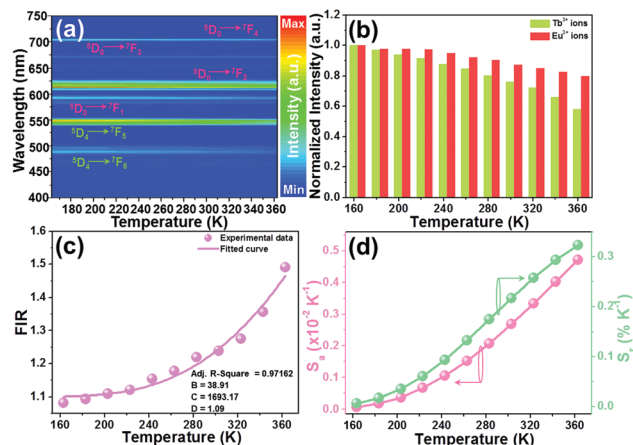 (a)
⁵D₀→⁷F₄
⁵D₀→⁷F₃
⁵D₀→⁷F₂
⁵D₀→⁷F₁
⁵D₄→⁷F₅
⁵D₄→⁷F₆
750
700
650
600
550
500
450
400
Wavelength (nm)
180 200 220 240 260 280 300 320 340 360
Temperature (K)
Max
Intensity (a.u.)
Min
(b)
Tb³⁺ ions
Eu³⁺ ions
1.0
0.8
0.6
0.4
0.2
0.0
Normalized Intensity (a.u.)
160 200 240 280 320 360
Temperature (K)
(c)
Experimental data
Fitted curve
1.6
1.5
1.4
1.3
1.2
1.1
1.0
FIR
Adj. R-Square = 0.97162
B = 38.91
C = 1693.17
D = 1.09
160 200 240 280 320 360
Temperature (K)
(d)
0.5
0.4
0.3
0.2
0.1
0.0
Sₐ (x10⁻² K⁻¹)
0.3
0.2
0.1
0.0
Sᵣ (% K⁻¹)
160 200 240 280 320 360
Temperature (K)